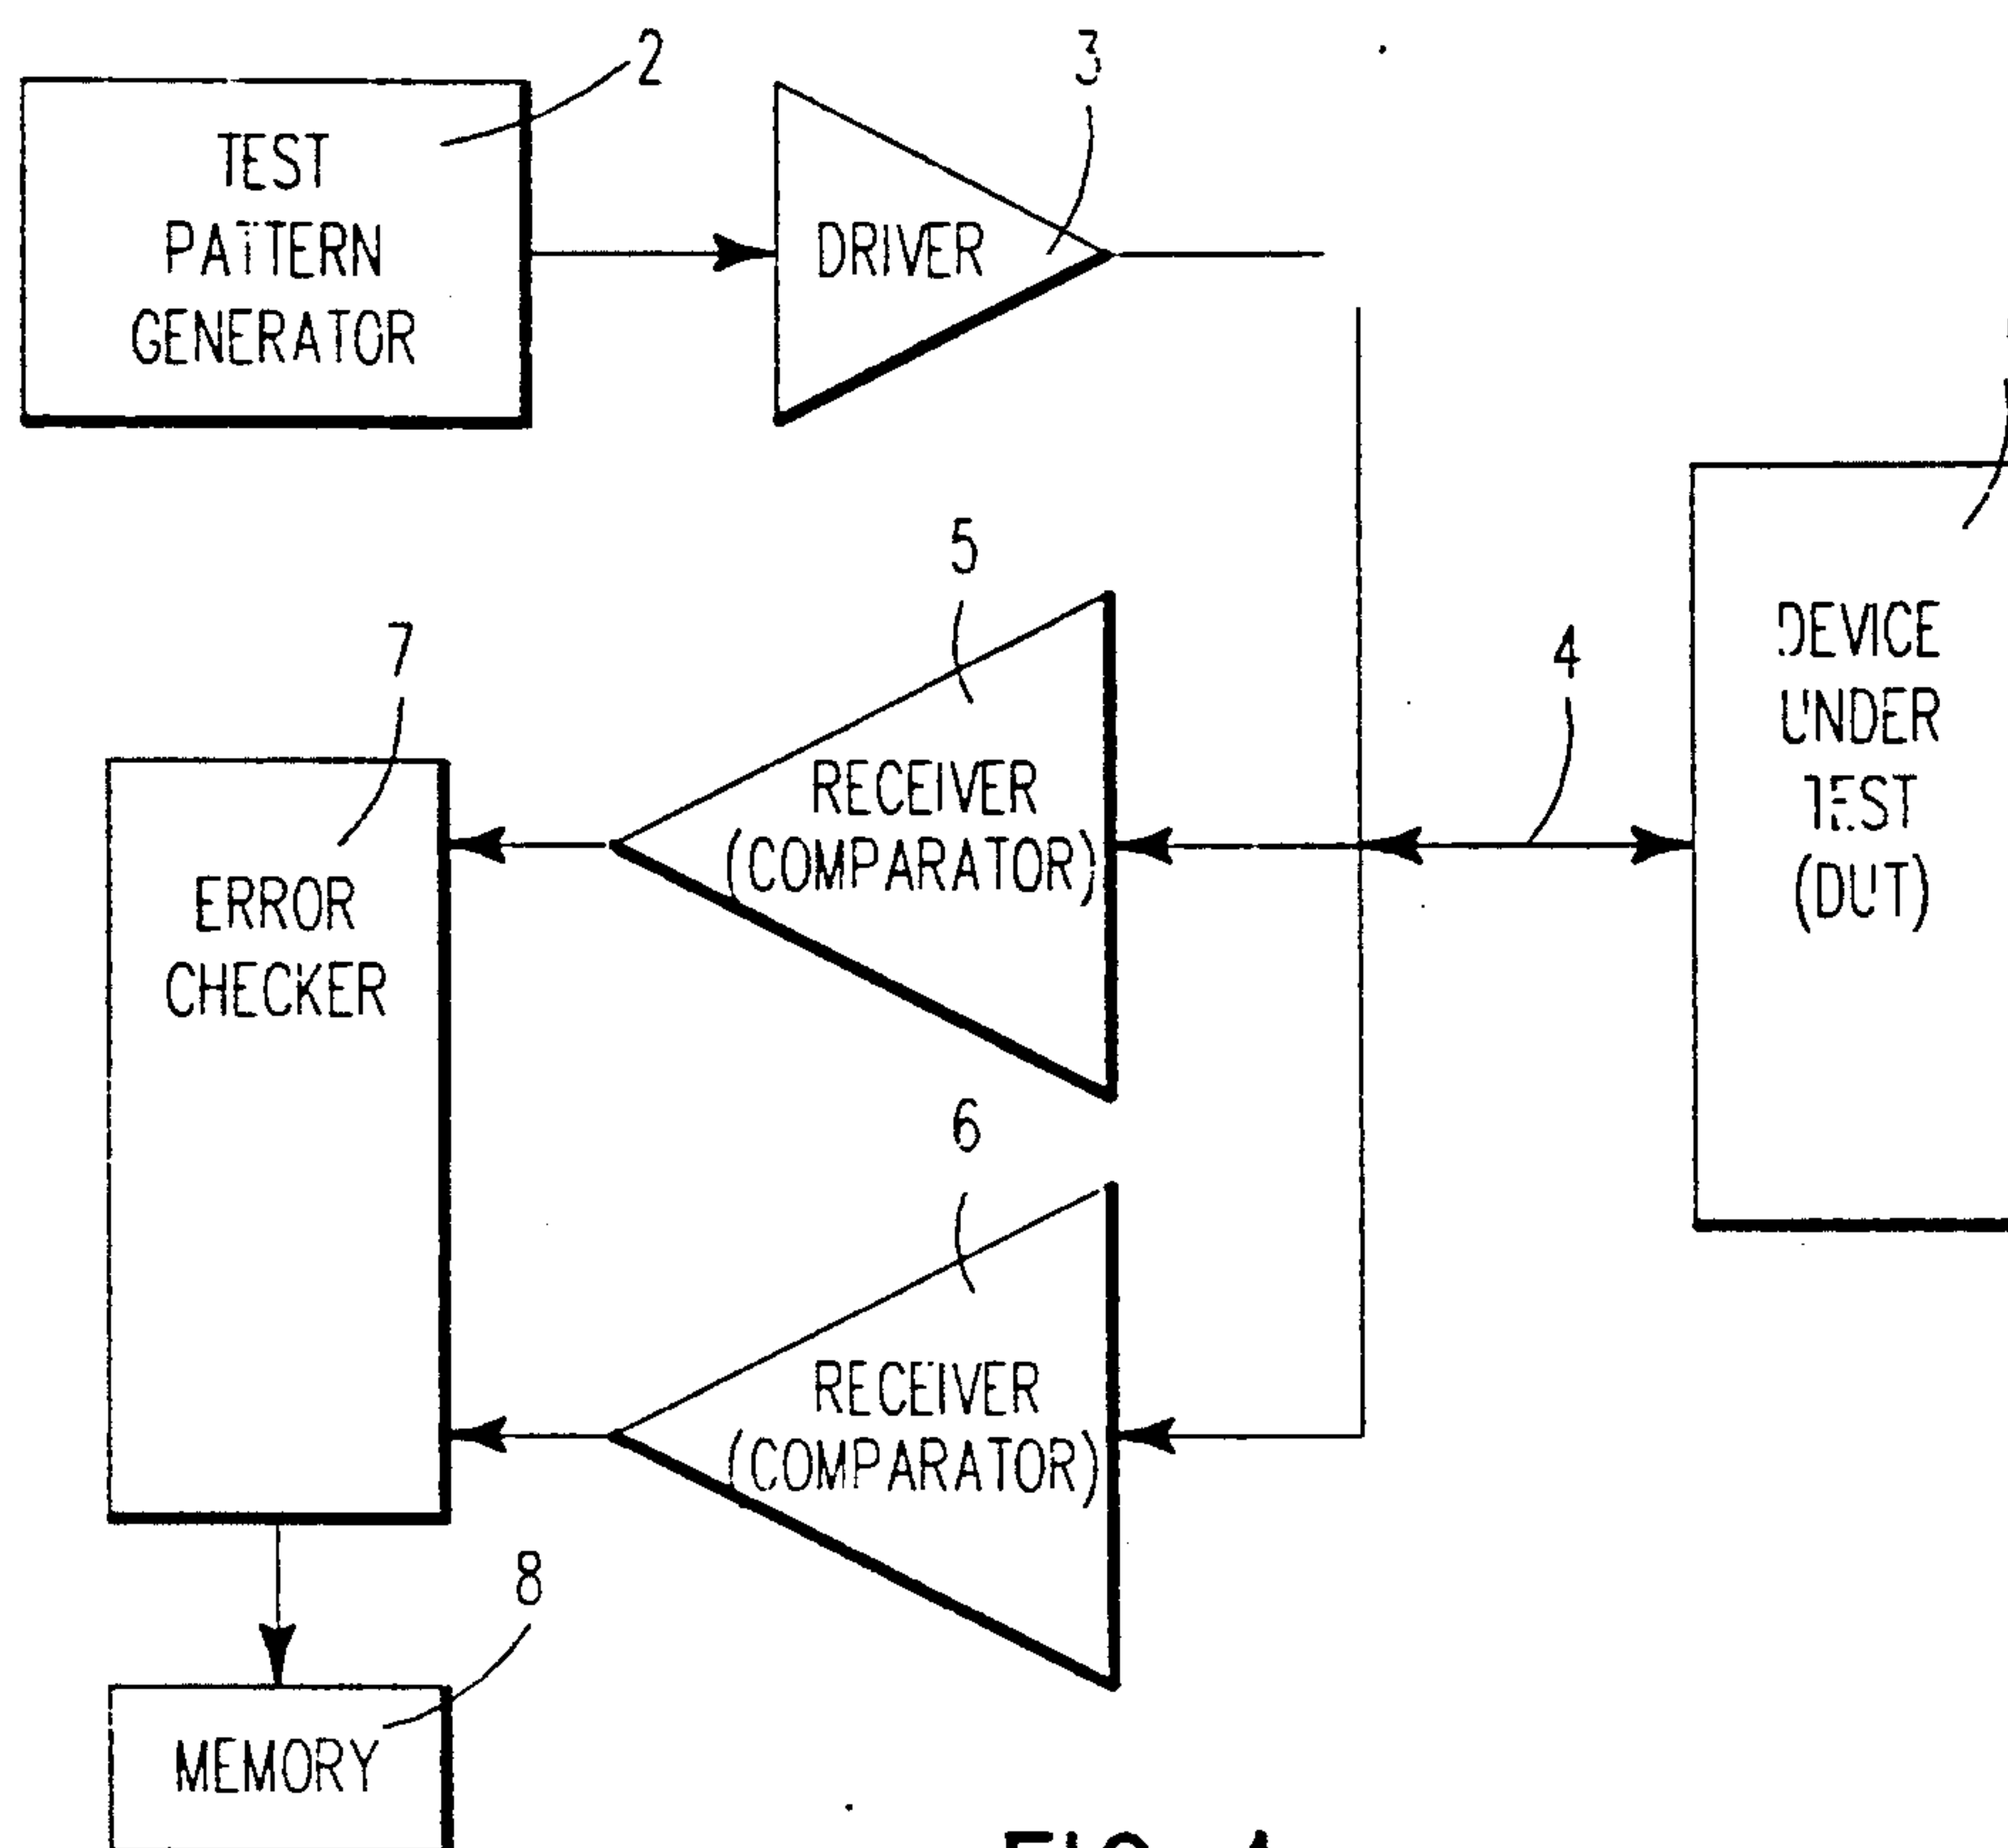 2
TEST
PATTERN
GENERATOR
3
DRIVER
5
RECEIVER
(COMPARATOR)
7
ERROR
CHECKER
4
DEVICE
UNDER
TEST
(DUT)
6
RECEIVER
(COMPARATOR)
8
MEMORY